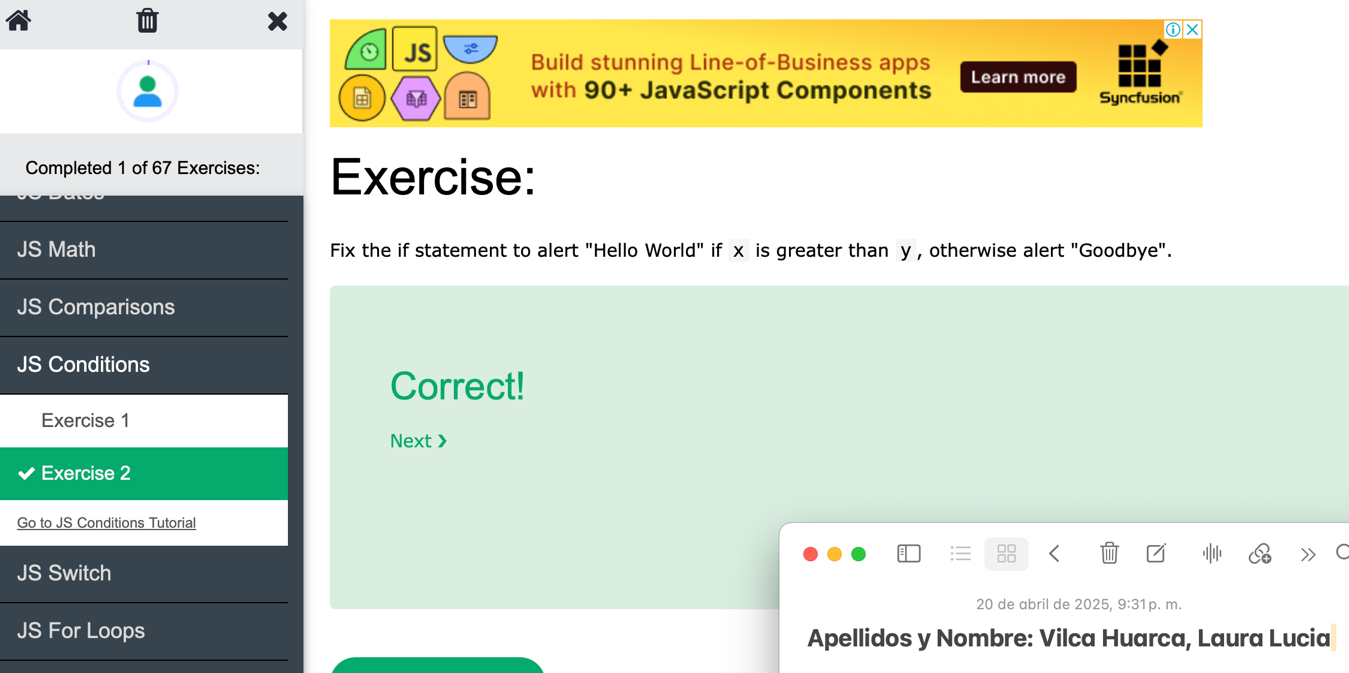 Completed 1 of 67 Exercises:
JS Dates
JS Math
JS Comparisons
JS Conditions
Exercise 1
Exercise 2
Go to JS Conditions Tutorial
JS Switch
JS For Loops
JS
Build stunning Line-of-Business apps
with 90+ JavaScript Components
Learn more
Syncfusion
Exercise:
Fix the if statement to alert "Hello World" if x is greater than y, otherwise alert "Goodbye".
Correct!
Next ❯
20 de abril de 2025, 9:31 p. m.
Apellidos y Nombre: Vilca Huarca, Laura Lucia